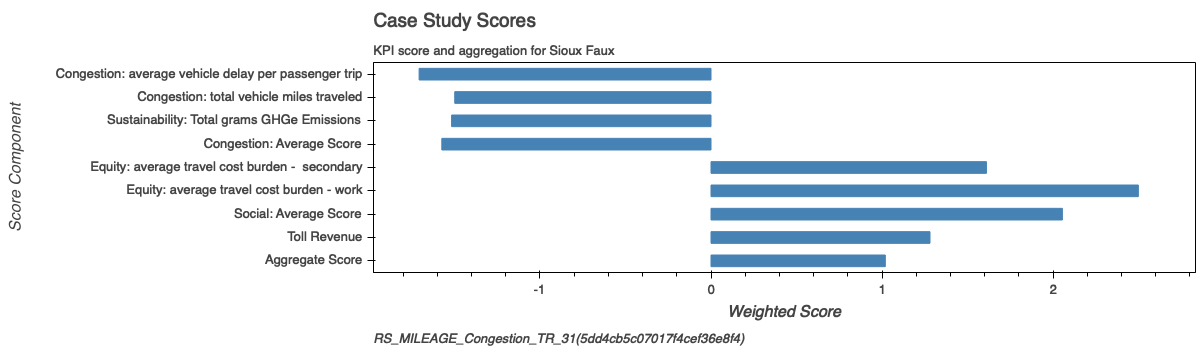 Case Study Scores
KPI score and aggregation for Sioux Faux
Score Component
Congestion: average vehicle delay per passenger trip
Congestion: total vehicle miles traveled
Sustainability: Total grams GHGe Emissions
Congestion: Average Score
Equity: average travel cost burden -  secondary
Equity: average travel cost burden - work
Social: Average Score
Toll Revenue
Aggregate Score
-1 0 1 2
Weighted Score
RS_MILEAGE_Congestion_TR_31(5dd4cb5c07017f4cef36e8f4)